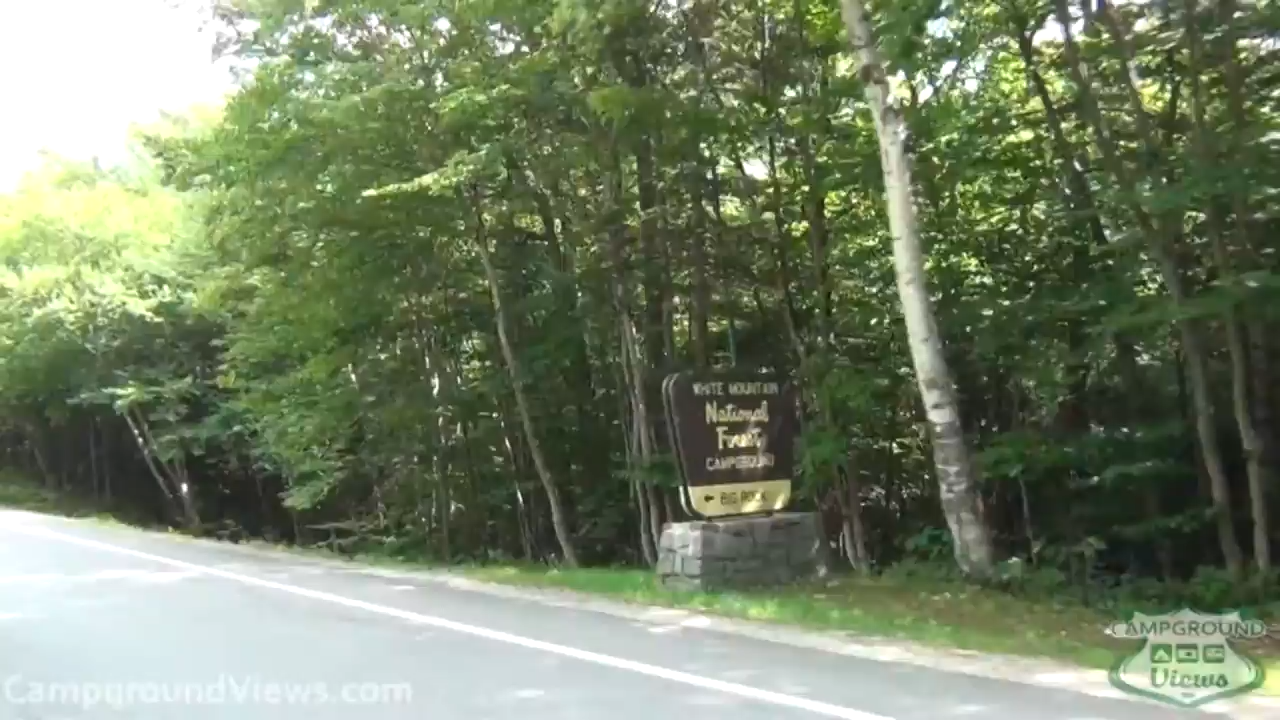 WHITE MOUNTAIN
National
Forest
CAMPGROUND
BIG ROCK
CampgroundViews.com
CAMPGROUND
Views